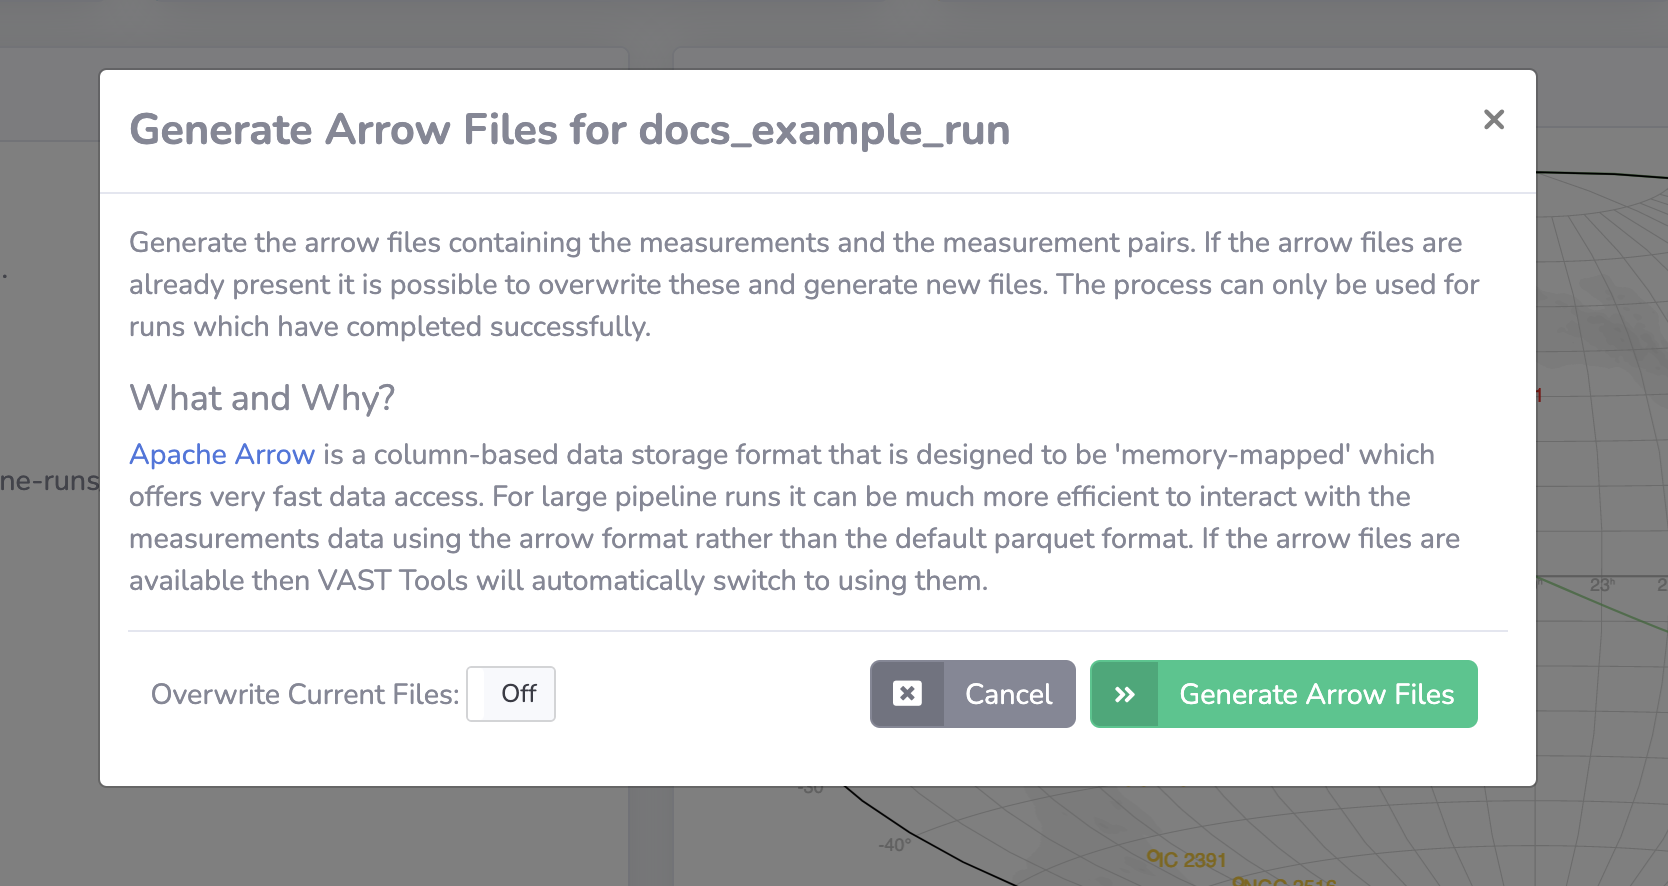 Generate Arrow Files for docs_example_run
Generate the arrow files containing the measurements and the measurement pairs. If the arrow files are
already present it is possible to overwrite these and generate new files. The process can only be used for
runs which have completed successfully.
What and Why?
Apache Arrow is a column-based data storage format that is designed to be 'memory-mapped' which
offers very fast data access. For large pipeline runs it can be much more efficient to interact with the
measurements data using the arrow format rather than the default parquet format. If the arrow files are
available then VAST Tools will automatically switch to using them.
Overwrite Current Files: Off
Cancel
Generate Arrow Files
ne-runs
23h
-30
-40°
IC 2391